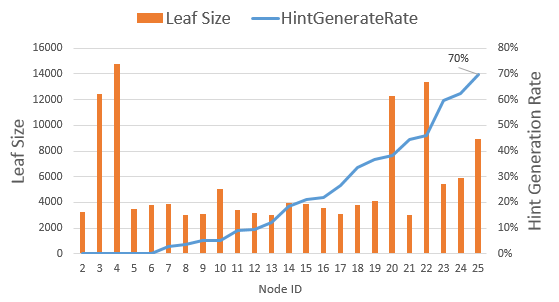 Leaf Size HintGenerateRate
16000 80%
14000 70%
12000 60%
10000 50%
8000 40%
6000 30%
4000 20%
2000 10%
0 0%
70%
Leaf Size
Hint Generation Rate
2 3 4 5 6 7 8 9 10 11 12 13 14 15 16 17 18 19 20 21 22 23 24 25
Node ID